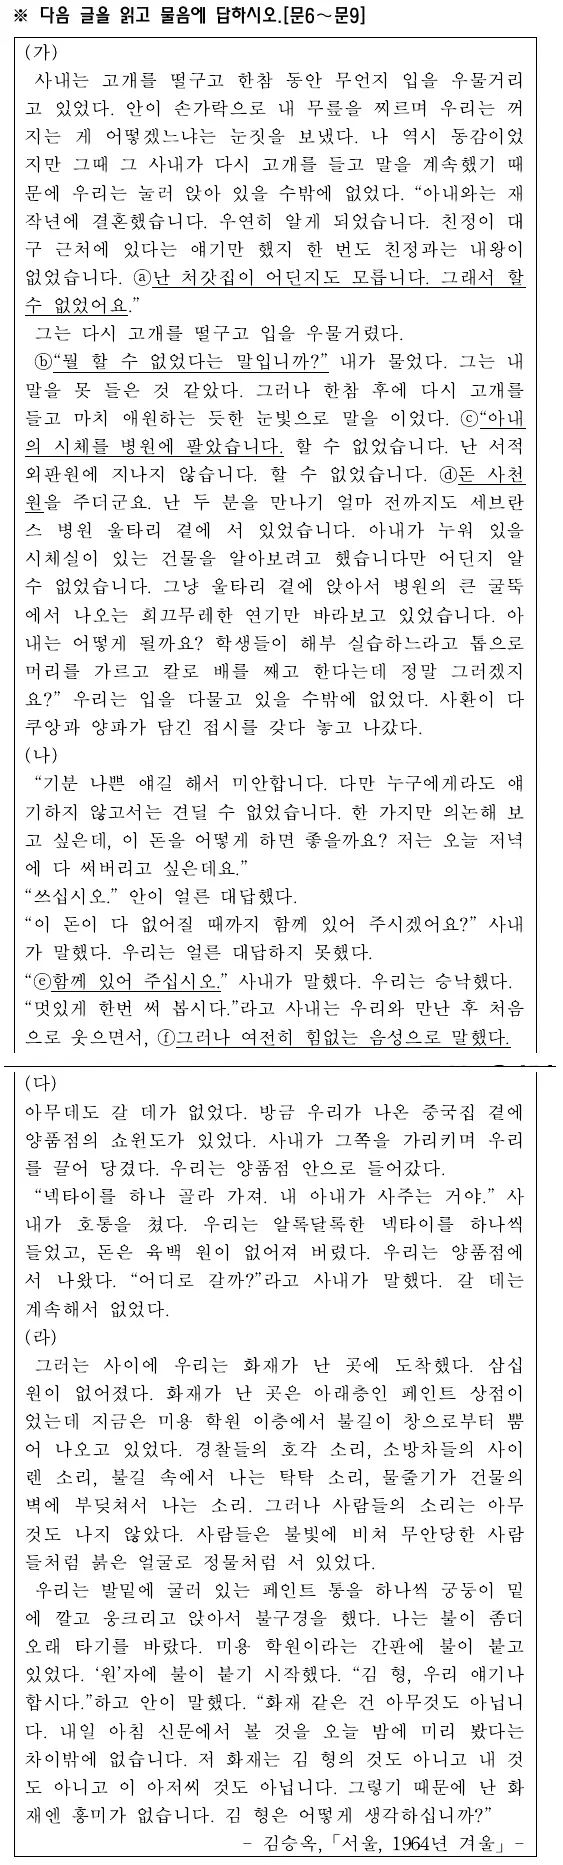 ※ 다음 글을 읽고 물음에 답하시오.[문6～문9]
(가)
사내는 고개를 떨구고 한참 동안 무언지 입을 우물거리
고 있었다. 안이 손가락으로 내 무릎을 찌르며 우리는 꺼
지는 게 어떻겠느냐는 눈짓을 보냈다. 나 역시 동감이었
지만 그때 그 사내가 다시 고개를 들고 말을 계속했기 때
문에 우리는 눌러 앉아 있을 수밖에 없었다. “아내와는 재
작년에 결혼했습니다. 우연히 알게 되었습니다. 친정이 대
구 근처에 있다는 얘기만 했지 한 번도 친정과는 내왕이
없었습니다. ⓐ난 처갓집이 어딘지도 모릅니다. 그래서 할
수 없었어요.”
그는 다시 고개를 떨구고 입을 우물거렸다.
ⓑ“뭘 할 수 없었다는 말입니까?” 내가 물었다. 그는 내
말을 못 들은 것 같았다. 그러나 한참 후에 다시 고개를
들고 마치 애원하는 듯한 눈빛으로 말을 이었다. ⓒ“아내
의 시체를 병원에 팔았습니다. 할 수 없었습니다. 난 서적
외판원에 지나지 않습니다. 할 수 없었습니다. ⓓ돈 사천
원을 주더군요. 난 두 분을 만나기 얼마 전까지도 세브란
스 병원 울타리 곁에 서 있었습니다. 아내가 누워 있을
시체실이 있는 건물을 알아보려고 했습니다만 어딘지 알
수 없었습니다. 그냥 울타리 곁에 앉아서 병원의 큰 굴뚝
에서 나오는 희끄무레한 연기만 바라보고 있었습니다. 아
내는 어떻게 될까요? 학생들이 해부 실습하느라고 톱으로
머리를 가르고 칼로 배를 째고 한다는데 정말 그러겠지
요?” 우리는 입을 다물고 있을 수밖에 없었다. 사환이 다
쿠앙과 양파가 담긴 접시를 갖다 놓고 나갔다.
(나)
“기분 나쁜 얘길 해서 미안합니다. 다만 누구에게라도 얘
기하지 않고서는 견딜 수 없었습니다. 한 가지만 의논해 보
고 싶은데, 이 돈을 어떻게 하면 좋을까요? 저는 오늘 저녁
에 다 써버리고 싶은데요.”
“쓰십시오.” 안이 얼른 대답했다.
“이 돈이 다 없어질 때까지 함께 있어 주시겠어요?” 사내
가 말했다. 우리는 얼른 대답하지 못했다.
“ⓔ함께 있어 주십시오.” 사내가 말했다. 우리는 승낙했다.
“멋있게 한번 써 봅시다.”라고 사내는 우리와 만난 후 처음
으로 웃으면서, ⓕ그러나 여전히 힘없는 음성으로 말했다.
(다)
아무데도 갈 데가 없었다. 방금 우리가 나온 중국집 곁에
양품점의 쇼윈도가 있었다. 사내가 그쪽을 가리키며 우리
를 끌어 당겼다. 우리는 양품점 안으로 들어갔다.
“넥타이를 하나 골라 가져. 내 아내가 사주는 거야.” 사
내가 호통을 쳤다. 우리는 알록달록한 넥타이를 하나씩
들었고, 돈은 육백 원이 없어져 버렸다. 우리는 양품점에
서 나왔다. “어디로 갈까?”라고 사내가 말했다. 갈 데는
계속해서 없었다.
(라)
그러는 사이에 우리는 화재가 난 곳에 도착했다. 삼십
원이 없어졌다. 화재가 난 곳은 아래층인 페인트 상점이
었는데 지금은 미용 학원 이층에서 불길이 창으로부터 뿜
어 나오고 있었다. 경찰들의 호각 소리, 소방차들의 사이
렌 소리, 불길 속에서 나는 탁탁 소리, 물줄기가 건물의
벽에 부딪쳐서 나는 소리. 그러나 사람들의 소리는 아무
것도 나지 않았다. 사람들은 불빛에 비쳐 무안당한 사람
들처럼 붉은 얼굴로 정물처럼 서 있었다.
우리는 발밑에 굴러 있는 페인트 통을 하나씩 궁둥이 밑
에 깔고 웅크리고 앉아서 불구경을 했다. 나는 불이 좀더
오래 타기를 바랐다. 미용 학원이라는 간판에 불이 붙고
있었다. ‘원’자에 불이 붙기 시작했다. “김 형, 우리 얘기나
합시다.”하고 안이 말했다. “화재 같은 건 아무것도 아닙니
다. 내일 아침 신문에서 볼 것을 오늘 밤에 미리 봤다는
차이밖에 없습니다. 저 화재는 김 형의 것도 아니고 내 것
도 아니고 이 아저씨 것도 아닙니다. 그렇기 때문에 난 화
재엔 흥미가 없습니다. 김 형은 어떻게 생각하십니까?”
- 김승옥,「서울, 1964년 겨울」-